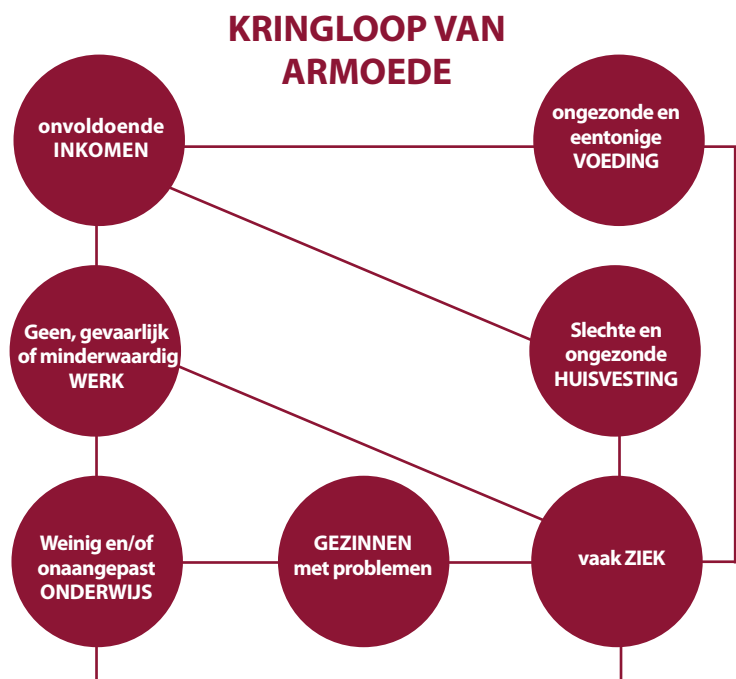 KRINGLOOP VAN
ARMOEDE
onvoldoende
INKOMEN
ongezonde en
eentonige
VOEDING
Geen, gevaarlijk
of minderwaardig
WERK
Slechte en
ongezonde
HUISVESTING
Weinig en/of
onaangepast
ONDERWIJS
GEZINNEN
met problemen
vaak ZIEK